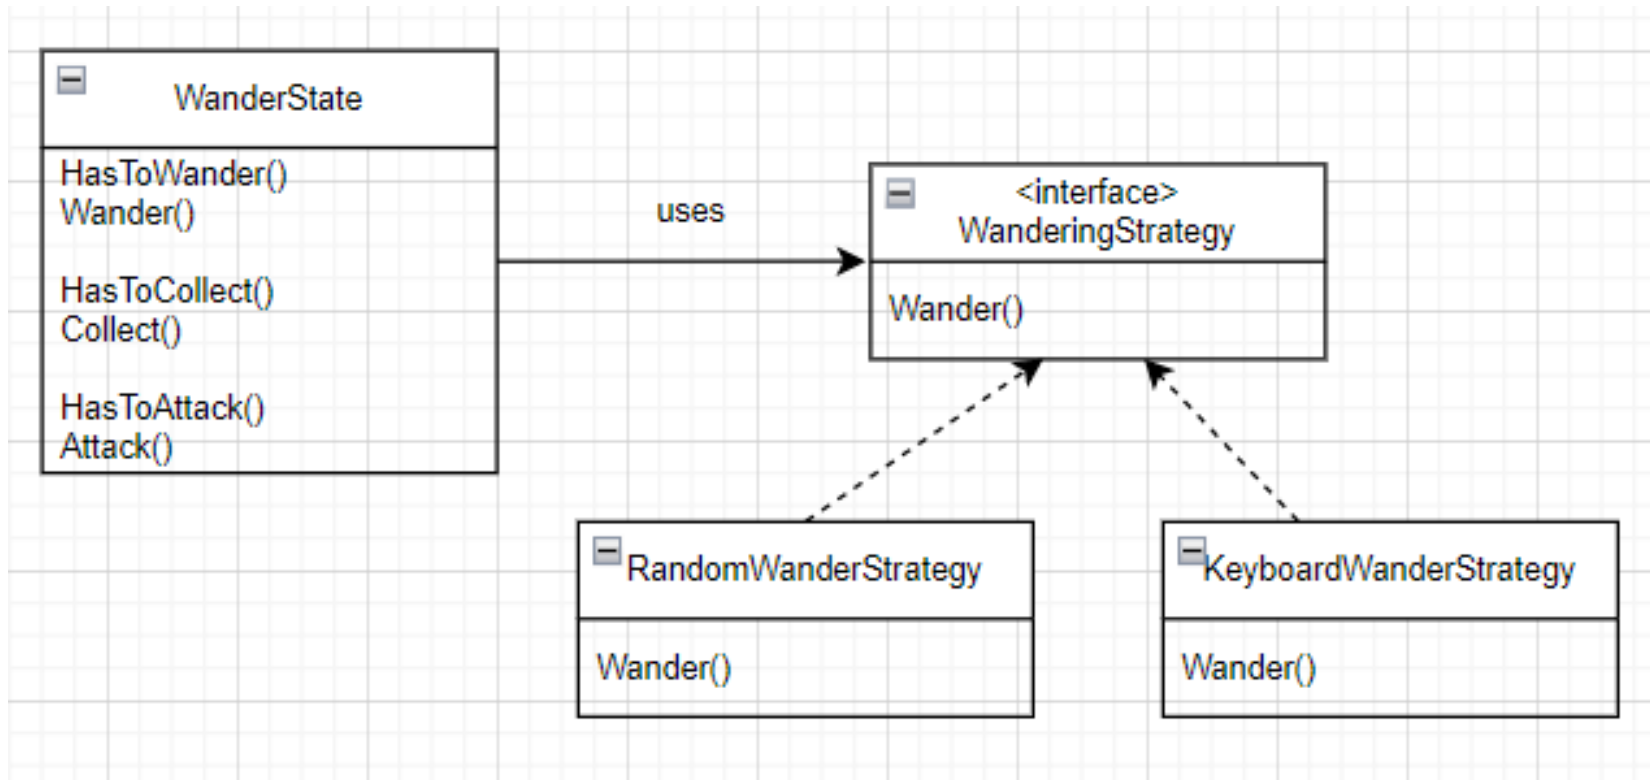 WanderState
HasToWander()
Wander()
HasToCollect()
Collect()
HasToAttack()
Attack()
uses
<interface>
WanderingStrategy
Wander()
RandomWanderStrategy
Wander()
KeyboardWanderStrategy
Wander()